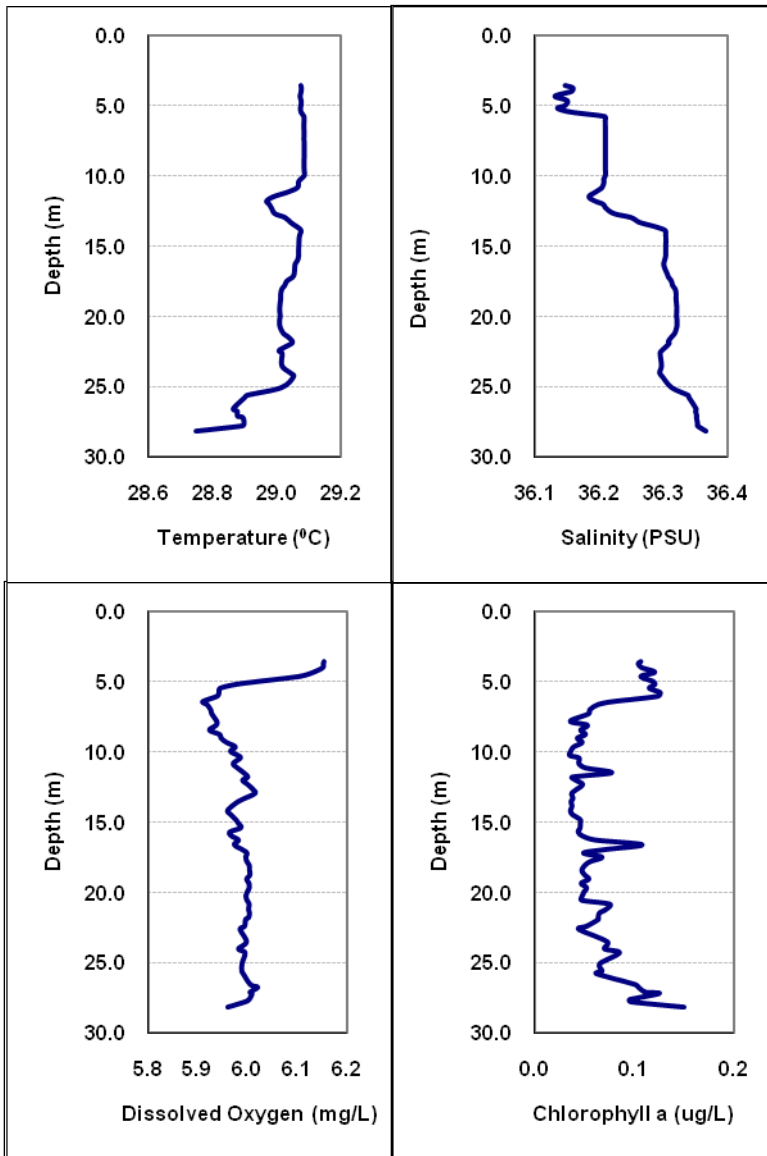 0.0
5.0
10.0
15.0
20.0
25.0
30.0
Depth (m)
28.6 28.8 29.0 29.2
Temperature (⁰C)
0.0
5.0
10.0
15.0
20.0
25.0
30.0
Depth (m)
36.1 36.2 36.3 36.4
Salinity (PSU)
0.0
5.0
10.0
15.0
20.0
25.0
30.0
Depth (m)
5.8 5.9 6.0 6.1 6.2
Dissolved Oxygen (mg/L)
0.0
5.0
10.0
15.0
20.0
25.0
30.0
Depth (m)
0.0 0.1 0.2
Chlorophyll a (ug/L)